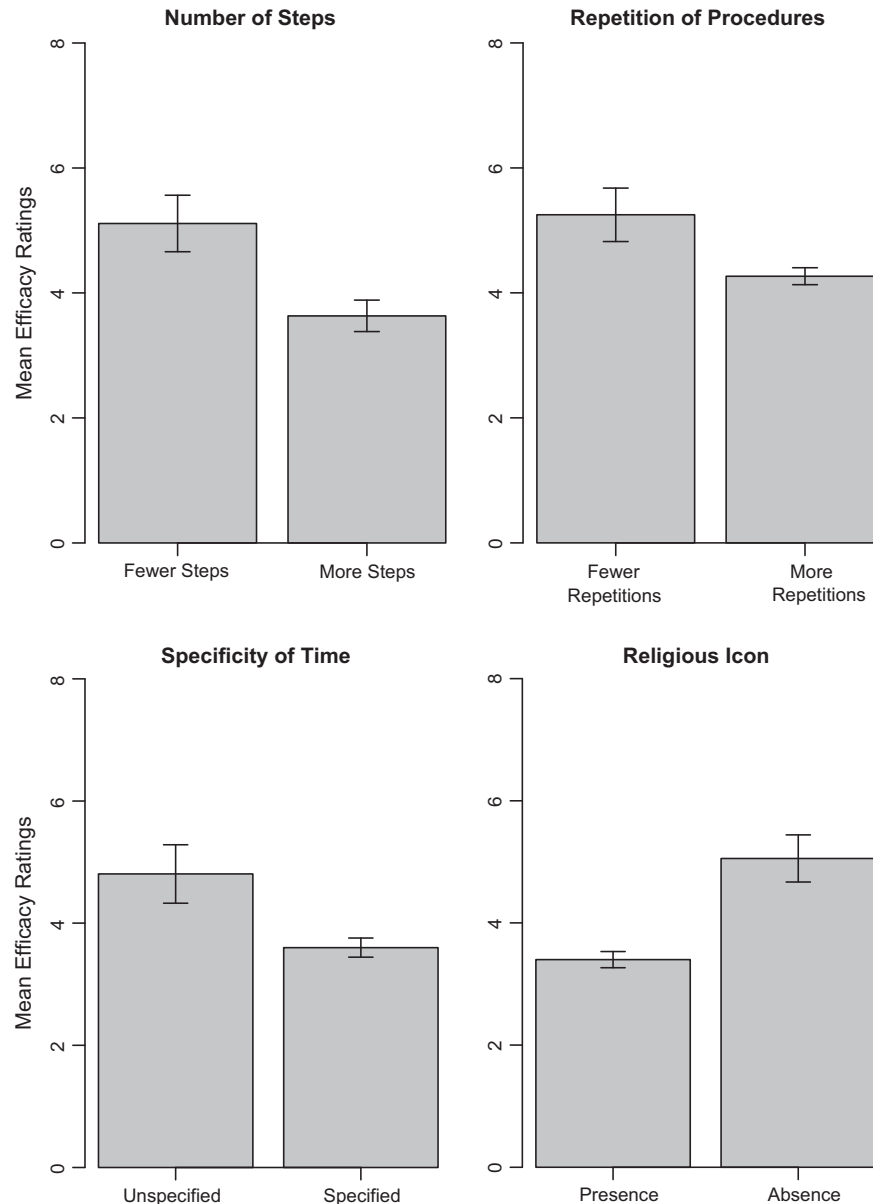 Number of Steps
Repetition of Procedures
Mean Efficacy Ratings
8
6
4
2
0
Fewer Steps
More Steps
8
6
4
2
0
Fewer
Repetitions
More
Repetitions
Specificity of Time
Religious Icon
Mean Efficacy Ratings
8
6
4
2
0
Unspecified
Specified
8
6
4
2
0
Presence
Absence